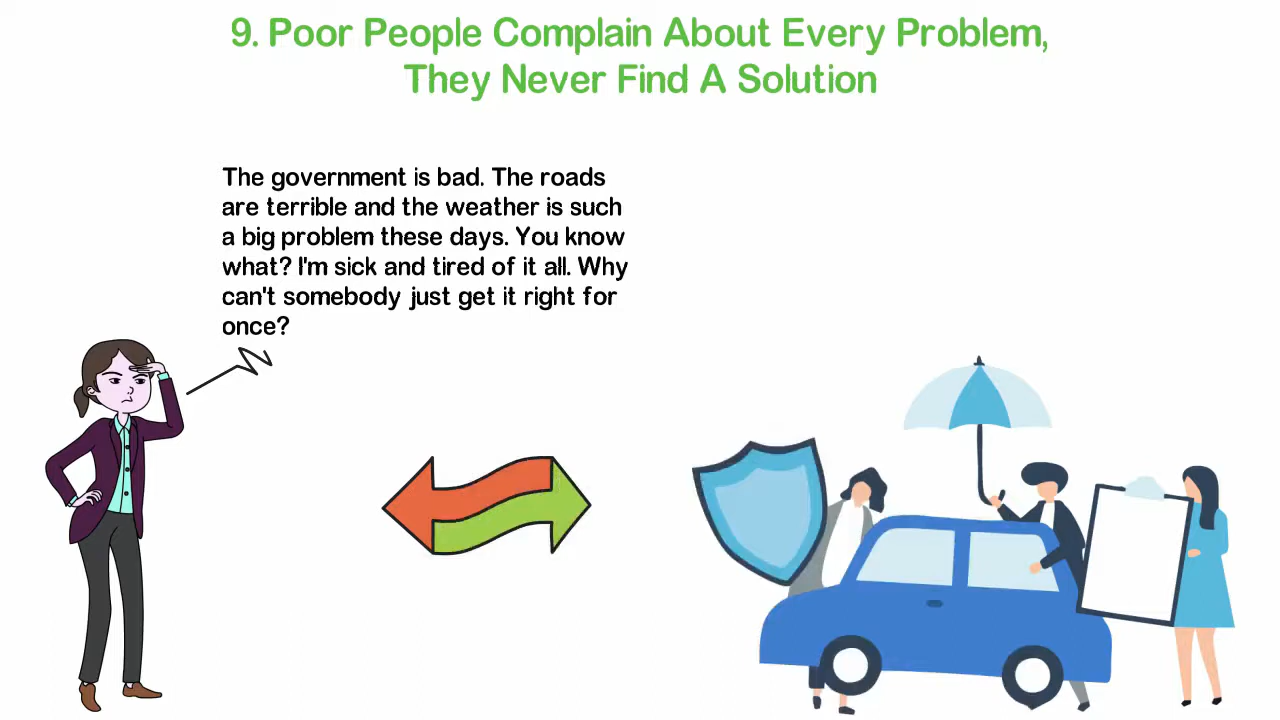 9. Poor People Complain About Every Problem,
They Never Find A Solution
The government is bad. The roads
are terrible and the weather is such
a big problem these days. You know
what? I'm sick and tired of it all. Why
can't somebody just get it right for
once?